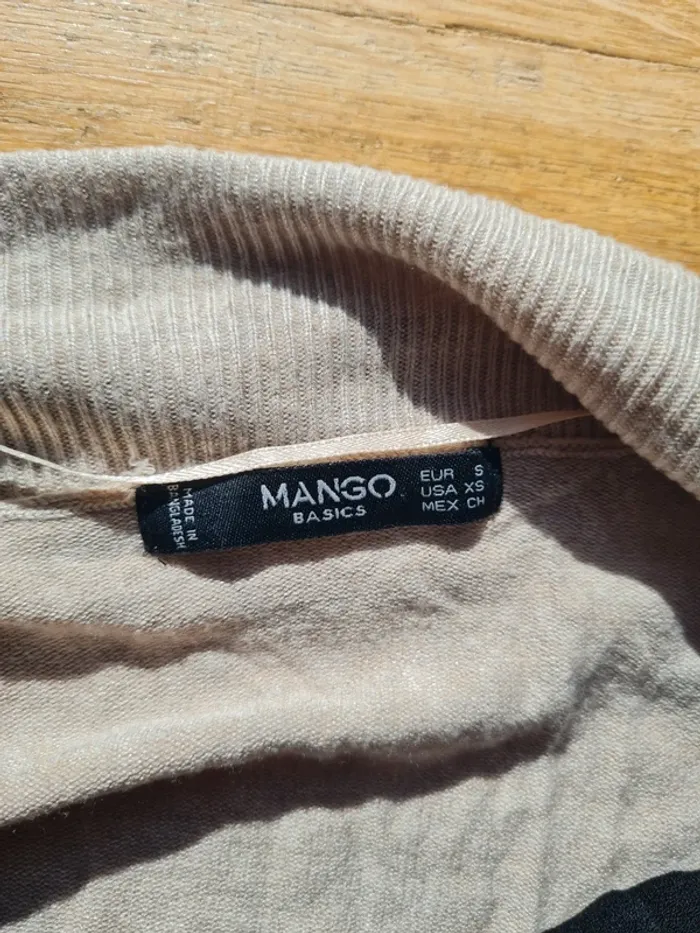 MADE IN
BANGLADESH
MANGO
BASICS
EUR S
USA XS
MEX CH